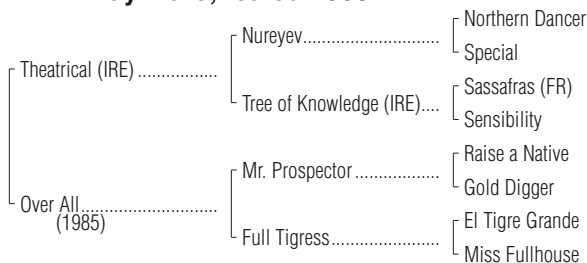 Nureyev
Northern Dancer
Special
Theatrical (IRE)
Tree of Knowledge (IRE)....
Sassafras (FR)
Sensibility
Mr. Prospector
Raise a Native
Gold Digger
Over All
(1985)
Full Tigress
El Tigre Grande
Miss Fullhouse